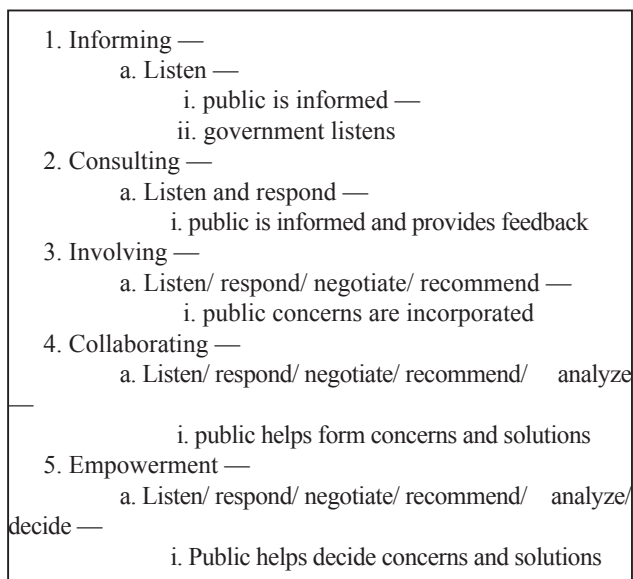 1. Informing —
a. Listen —
i. public is informed —
ii. government listens
2. Consulting —
a. Listen and respond —
i. public is informed and provides feedback
3. Involving —
a. Listen/ respond/ negotiate/ recommend —
i. public concerns are incorporated
4. Collaborating —
a. Listen/ respond/ negotiate/ recommend/ analyze
—
i. public helps form concerns and solutions
5. Empowerment —
a. Listen/ respond/ negotiate/ recommend/ analyze/
decide —
i. Public helps decide concerns and solutions